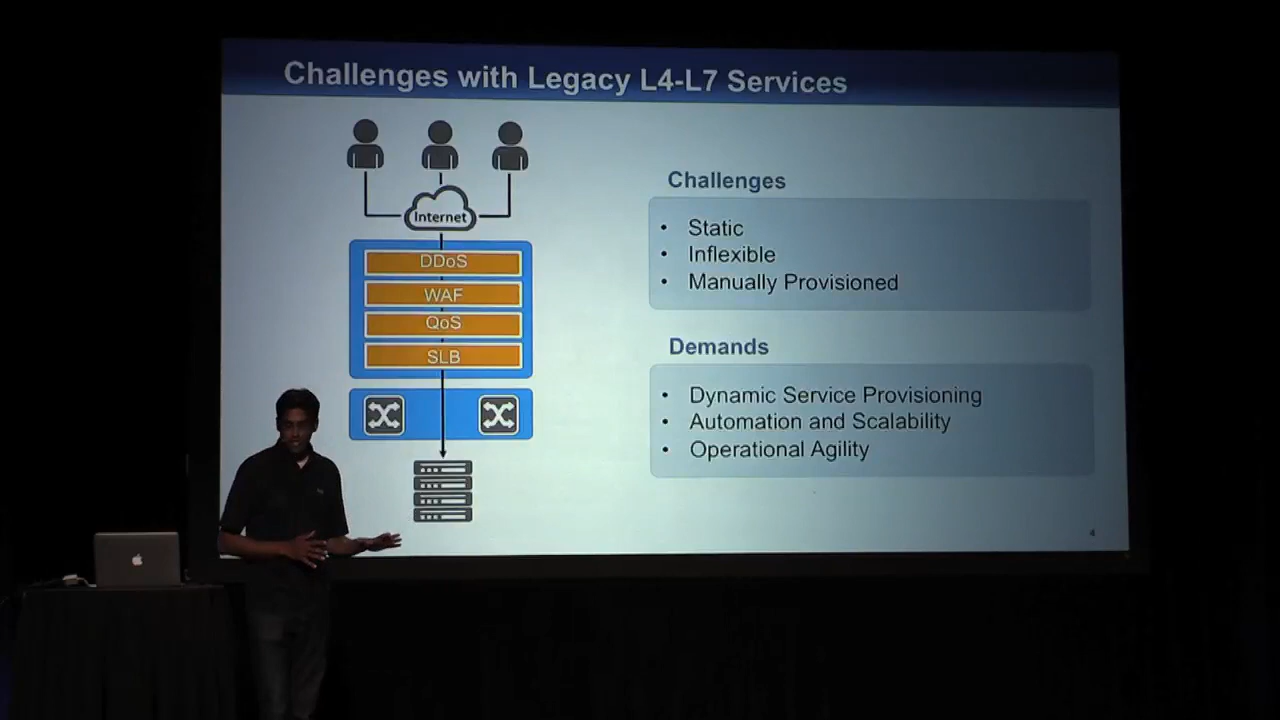 Challenges with Legacy L4-L7 Services
Internet
DDoS
WAF
QoS
SLB
Challenges
• Static
• Inflexible
• Manually Provisioned
Demands
• Dynamic Service Provisioning
• Automation and Scalability
• Operational Agility
4